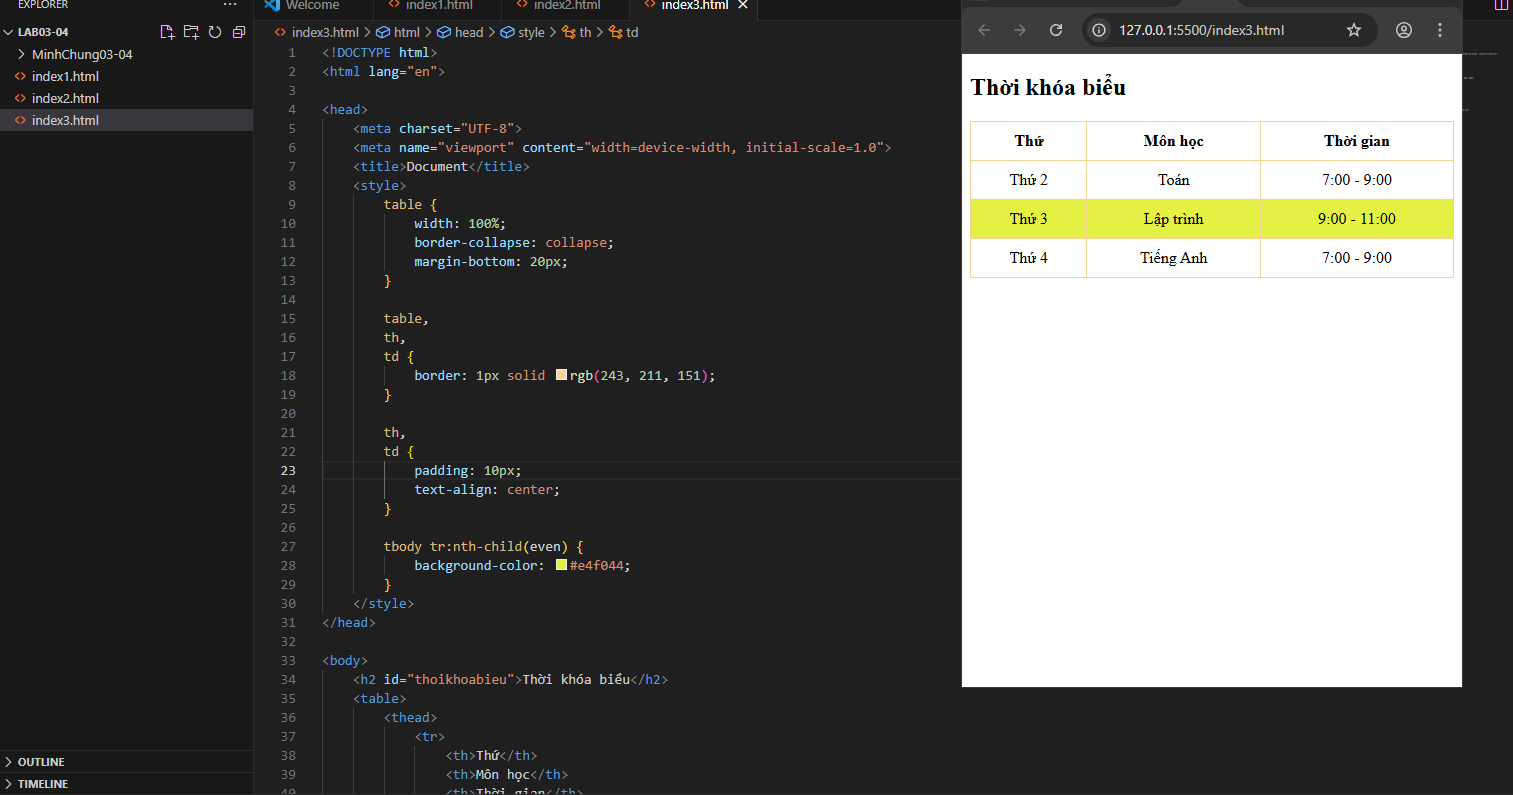 EXPLORER
LAB03-04
MinhChung03-04
index1.html
index2.html
index3.html
OUTLINE
TIMELINE
Welcome
index1.html
index2.html
index3.html
index3.html > html > head > style > th > td
1 <!DOCTYPE html>
2 <html lang="en">
3
4 <head>
5 <meta charset="UTF-8">
6 <meta name="viewport" content="width=device-width, initial-scale=1.0">
7 <title>Document</title>
8 <style>
9 table {
10 width: 100%;
11 border-collapse: collapse;
12 margin-bottom: 20px;
13 }
14
15 table,
16 th,
17 td {
18 border: 1px solid rgb(243, 211, 151);
19 }
20
21 th,
22 td {
23 padding: 10px;
24 text-align: center;
25 }
26
27 tbody tr:nth-child(even) {
28 background-color: #e4f044;
29 }
30 </style>
31 </head>
32
33 <body>
34 <h2 id="thoikhoabieu">Thời khóa biểu</h2>
35 <table>
36 <thead>
37 <tr>
38 <th>Thứ</th>
39 <th>Môn học</th>
40 <th>Thời gian</th>
127.0.0.1:5500/index3.html
Thời khóa biểu
Thứ Môn học Thời gian
Thứ 2 Toán 7:00 - 9:00
Thứ 3 Lập trình 9:00 - 11:00
Thứ 4 Tiếng Anh 7:00 - 9:00